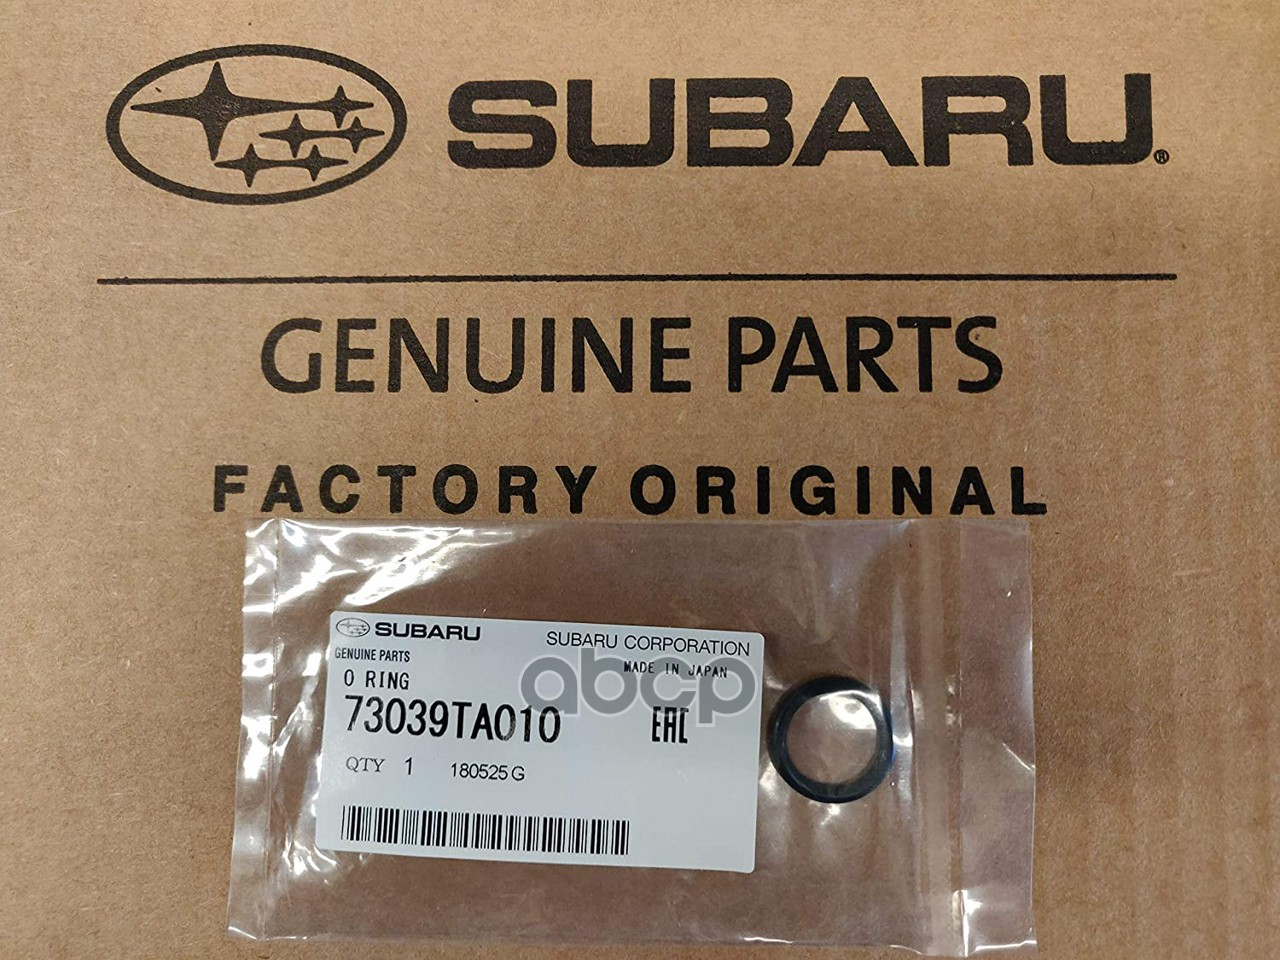 SUBARU®
GENUINE PARTS
FACTORY ORIGINAL
SUBARU
SUBARU CORPORATION
GENUINE PARTS
MADE IN JAPAN
O RING
abcp
73039TA010
EAC
QTY 1 180525G